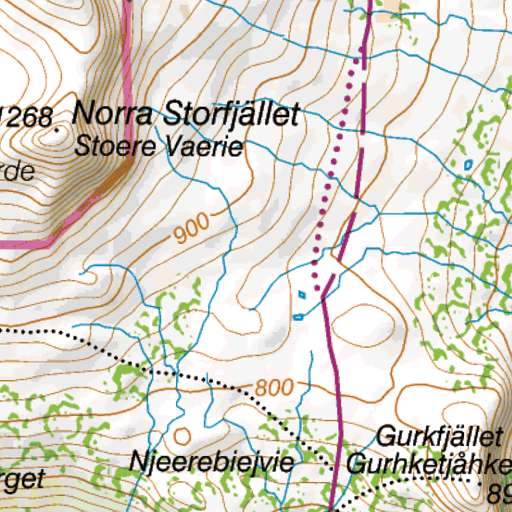 1268
Norra Storfjället
Stoere Vaerie
rde
900
800
Gurkfjället
Njeerebiejvie
Gurhketjåhke
rget
89